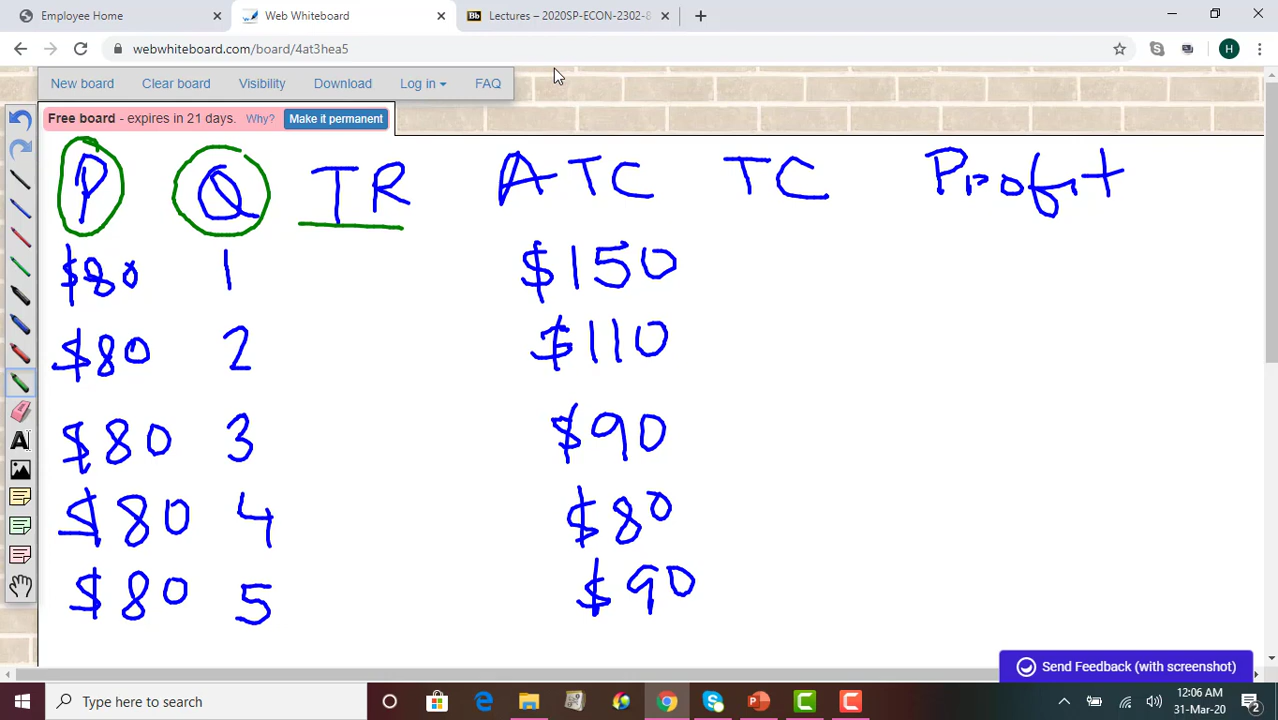 Employee Home
Web Whiteboard
Bb Lectures – 2020SP-ECON-2302-8
webwhiteboard.com/board/4at3hea5
H
New board Clear board Visibility Download Log in FAQ
Free board - expires in 21 days. Why? Make it permanent
P Q TR ATC TC Profit
$80 1 $150
$80 2 $110
$80 3 $90
$80 4 $80
$80 5 $90
A
Send Feedback (with screenshot)
Type here to search
12:06 AM
31-Mar-20
2